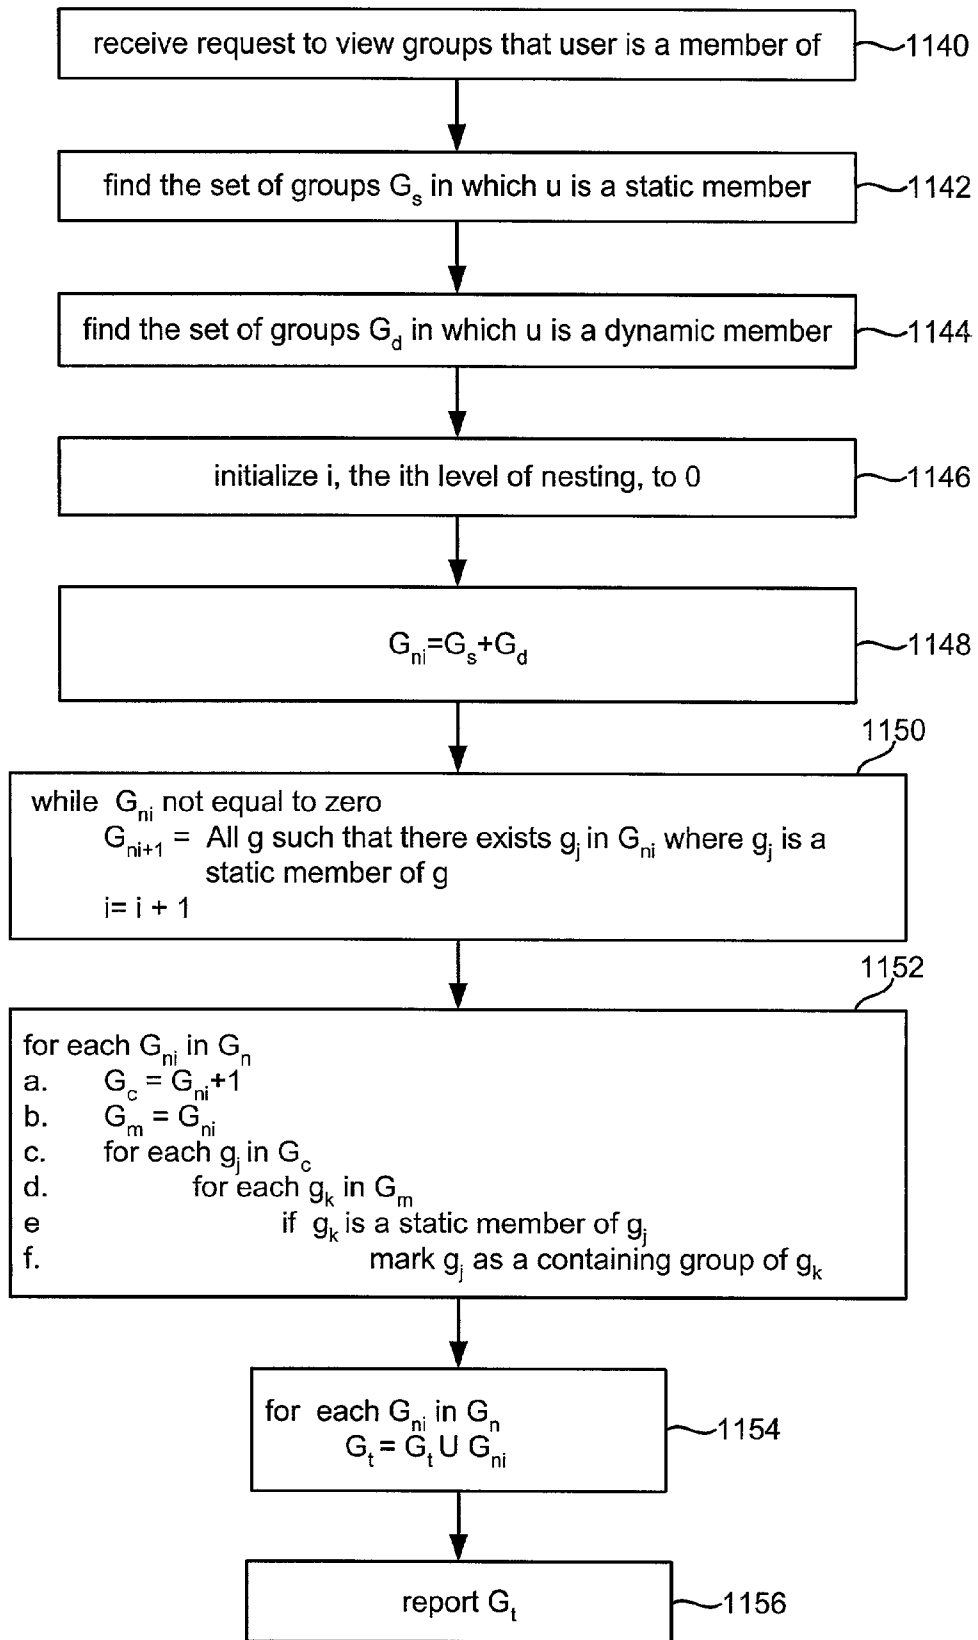 receive request to view groups that user is a member of 1140
find the set of groups Gs in which u is a static member 1142
find the set of groups Gd in which u is a dynamic member 1144
initialize i, the ith level of nesting, to 0 1146
Gni=Gs+Gd 1148
1150
while Gni not equal to zero
Gni+1 = All g such that there exists gj in Gni where gj is a
static member of g
i= i + 1
1152
for each Gni in Gn
a. Gc = Gni+1
b. Gm = Gni
c. for each gj in Gc
d. for each gk in Gm
e if gk is a static member of gj
f. mark gj as a containing group of gk
for each Gni in Gn
Gt = Gt U Gni 1154
report Gt 1156